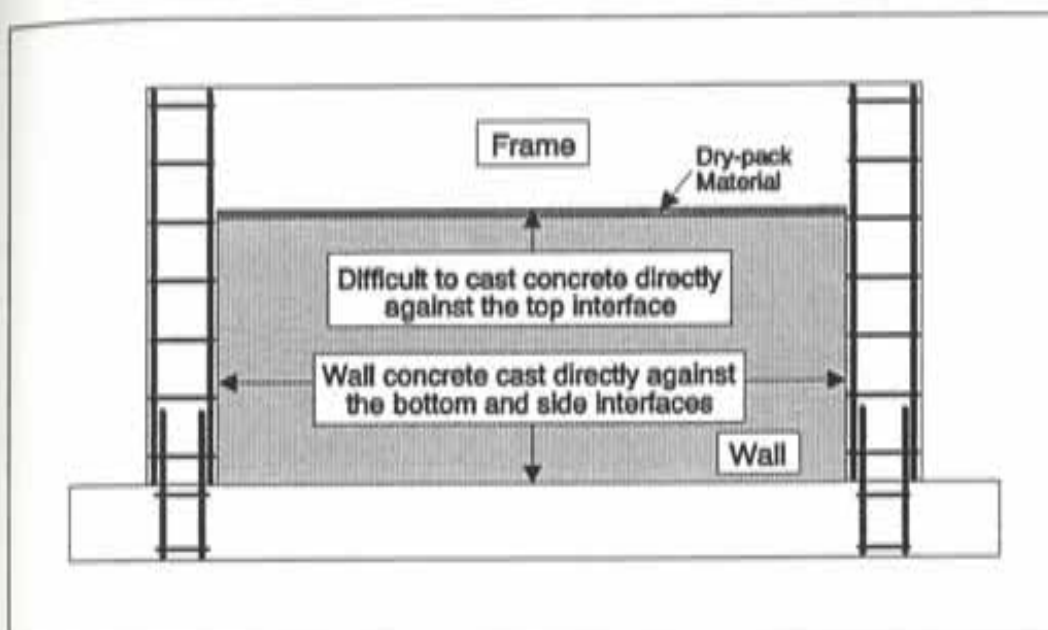 Frame
Dry-pack
Material
Difficult to cast concrete directly
against the top interface
Wall concrete cast directly against
the bottom and side interfaces
Wall